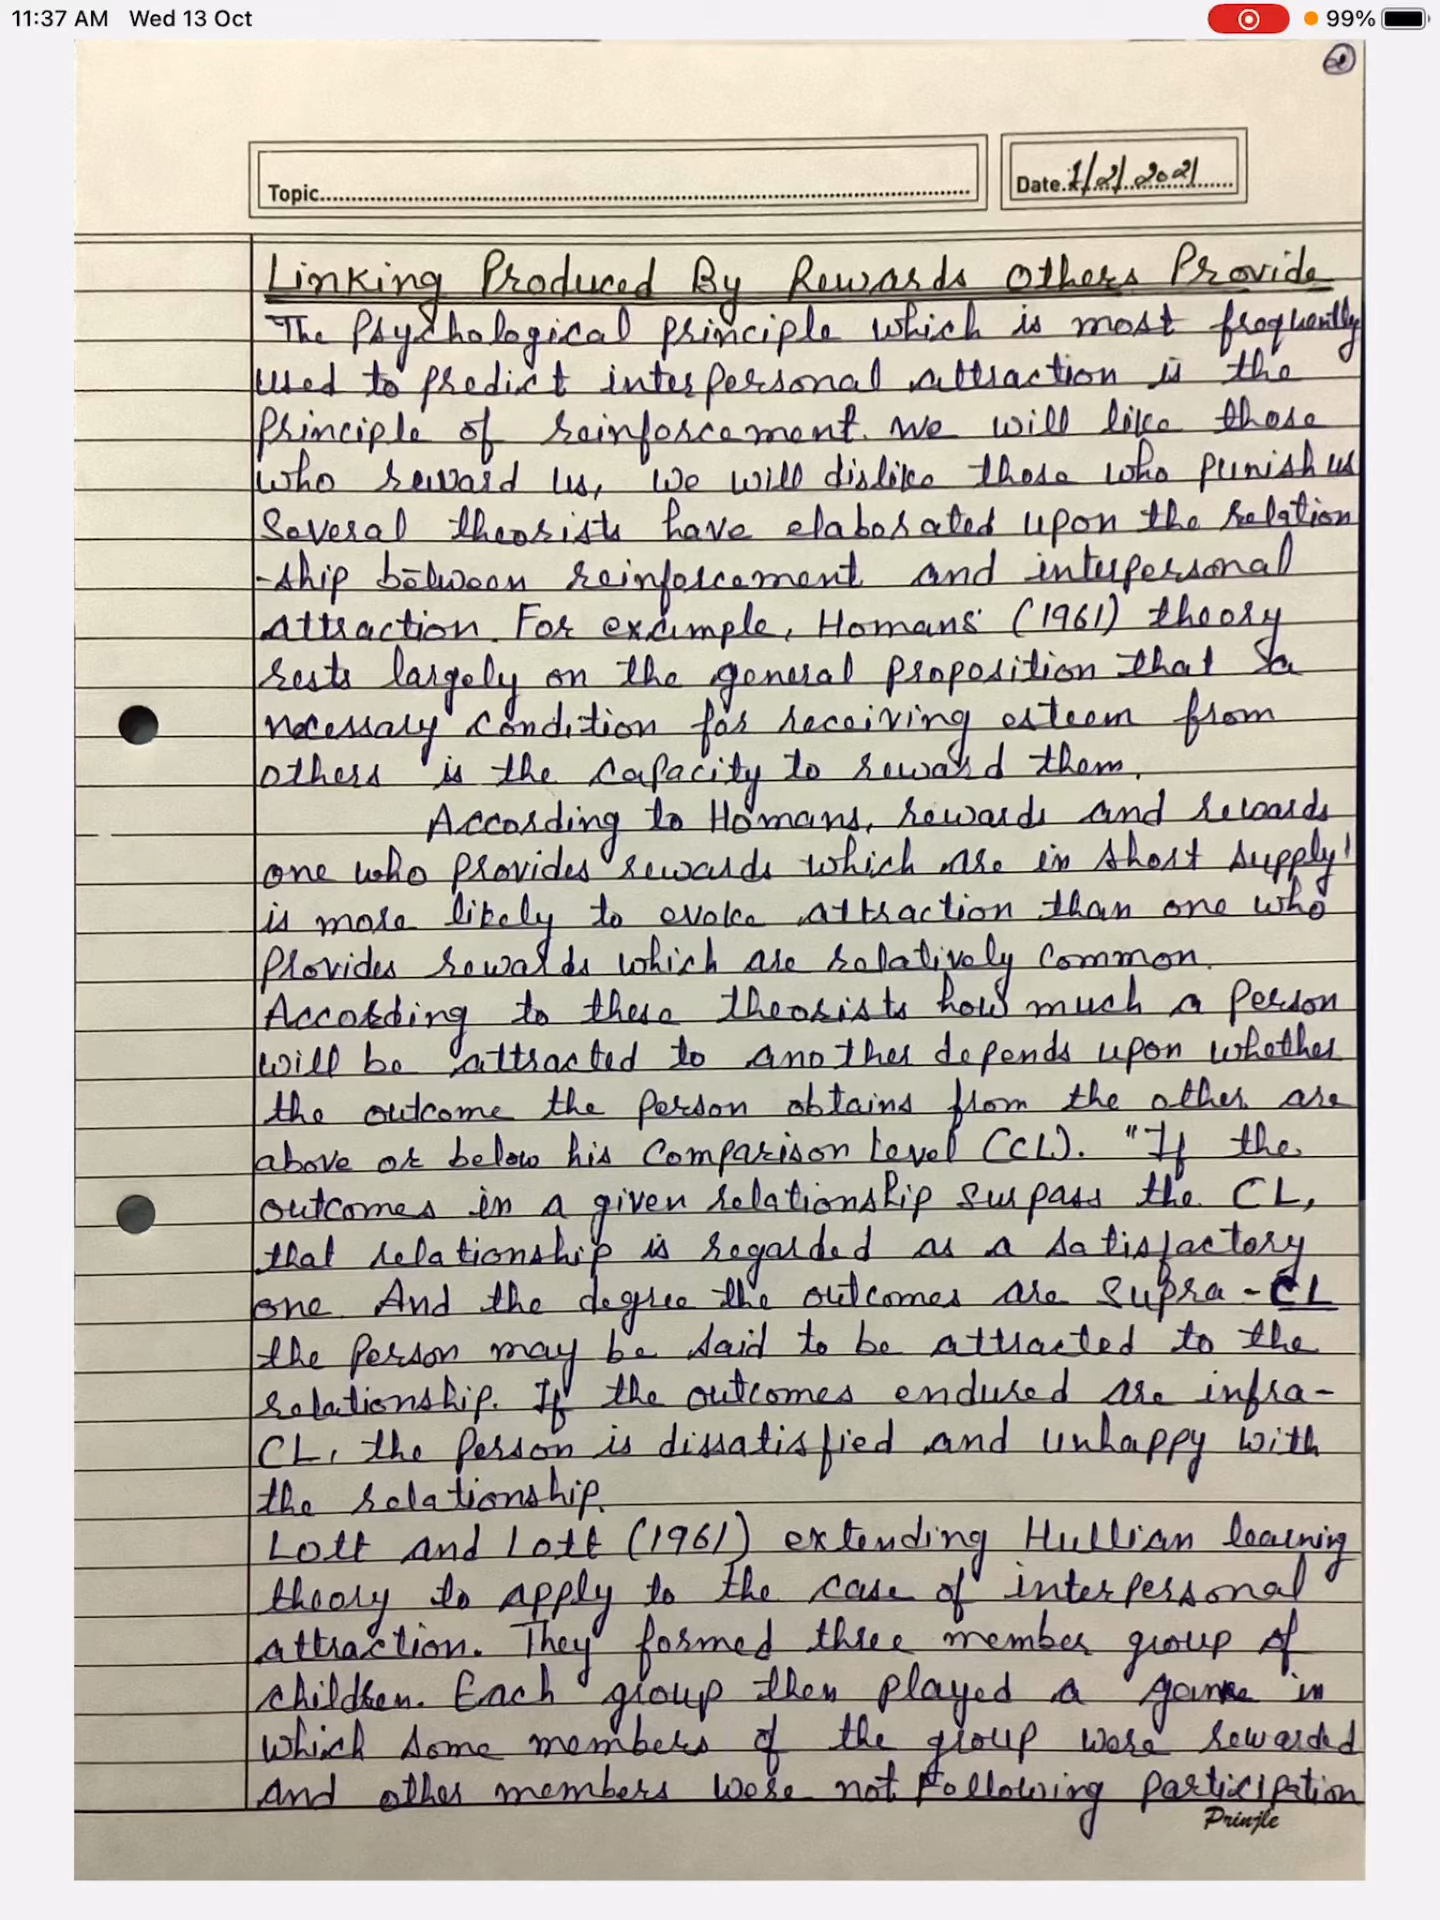 11:37 AM Wed 13 Oct
99%
Topic
Date. 1/2/2021
Linking Produced By Rewards Others Provide
The Psychological principle which is most frequently
used to predict interpersonal attraction is the
Principle of reinforcement. We will like those
who reward us, We will dislike those who punish us
Several theorists have elaborated upon the relation
-ship between reinforcement and interpersonal
attraction. For example, Homans' (1961) theory
rests largely on the general proposition that a
necessary condition for receiving esteem from
others is the capacity to reward them.
According to Homans, rewards and rewards
one who provides rewards which are in short supply'
is more likely to evoke attraction than one who
Provides rewards which are relatively common.
According to these theorists how much a person
will be attracted to another depends upon whether
the outcome the person obtains from the other are
above or below his Comparison Level (CL). "If the
outcomes in a given relationship surpass the CL,
that relationship is regarded as a satisfactory
one. And the degree the outcomes are Supra-CL
the person may be said to be attracted to the
relationship. If the outcomes endured are infra-
CL, the person is dissatisfied and unhappy with
the relationship.
Lott and Lott (1961) extending Hullian learning
theory to apply to the case of interpersonal
attraction. They formed three member group of
children. Each group then played a game in
which some members of the group were rewarded
and other members were not following participation
Prinjle